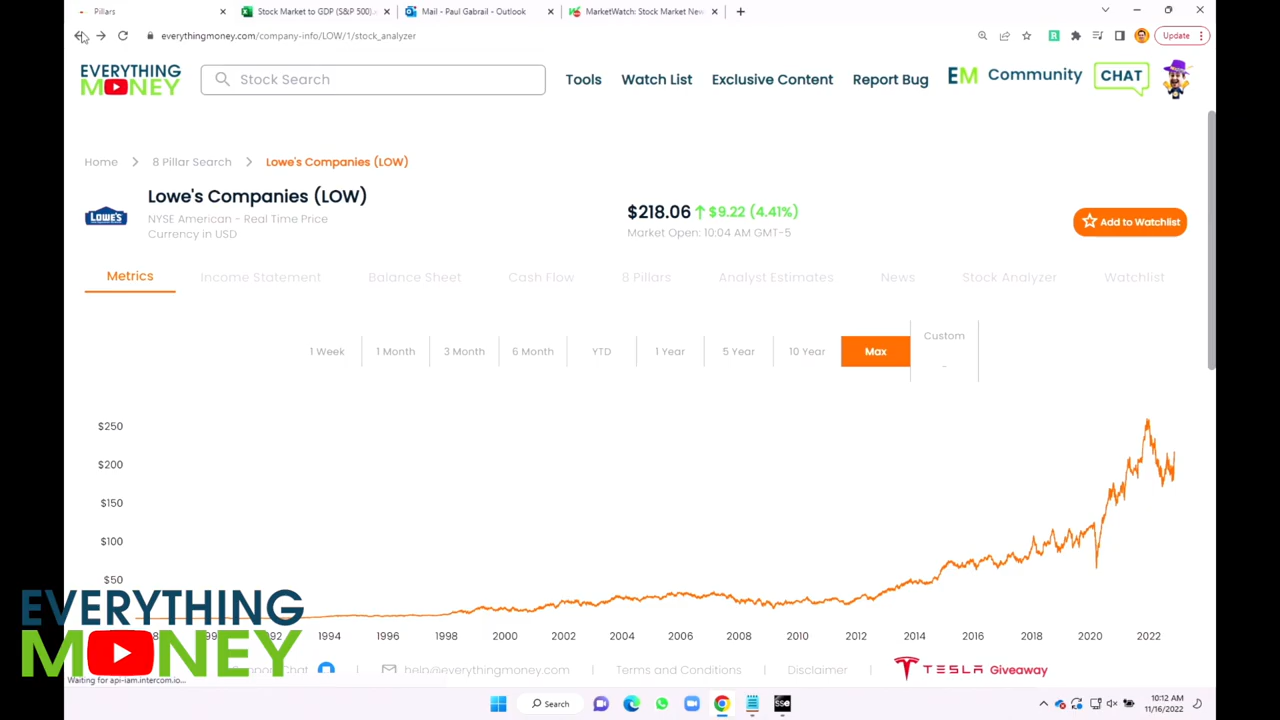 Pillars
Stock Market to GDP (S&P 500).
Mail - Paul Gabrail - Outlook
MarketWatch: Stock Market New
everythingmoney.com/company-info/LOW/1/stock_analyzer
Update
EVERYTHING
MONEY
Stock Search
Tools
Watch List
Exclusive Content
Report Bug
EM Community
CHAT
Home
8 Pillar Search
Lowe's Companies (LOW)
LOWE'S
Lowe's Companies (LOW)
NYSE American - Real Time Price
Currency in USD
$218.06 $9.22 (4.41%)
Market Open: 10:04 AM GMT-5
Add to Watchlist
Metrics
Income Statement
Balance Sheet
Cash Flow
8 Pillars
Analyst Estimates
News
Stock Analyzer
Watchlist
1 Week
1 Month
3 Month
6 Month
YTD
1 Year
5 Year
10 Year
Max
Custom
-
$250
$200
$150
$100
$50
1994 1996 1998 2000 2002 2004 2006 2008 2010 2012 2014 2016 2018 2020 2022
EVERYTHING
MONEY
Chat
help@everythingmoney.com
Terms and Conditions
Disclaimer
TESLA Giveaway
Waiting for api-iam.intercom.io...
Search
SSE
10:12 AM
11/16/2022